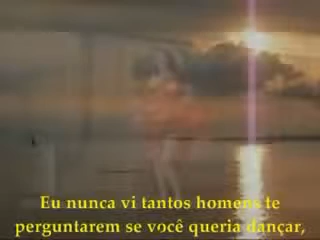 Eu nunca vi tantos homens te
perguntarem se você queria dançar,